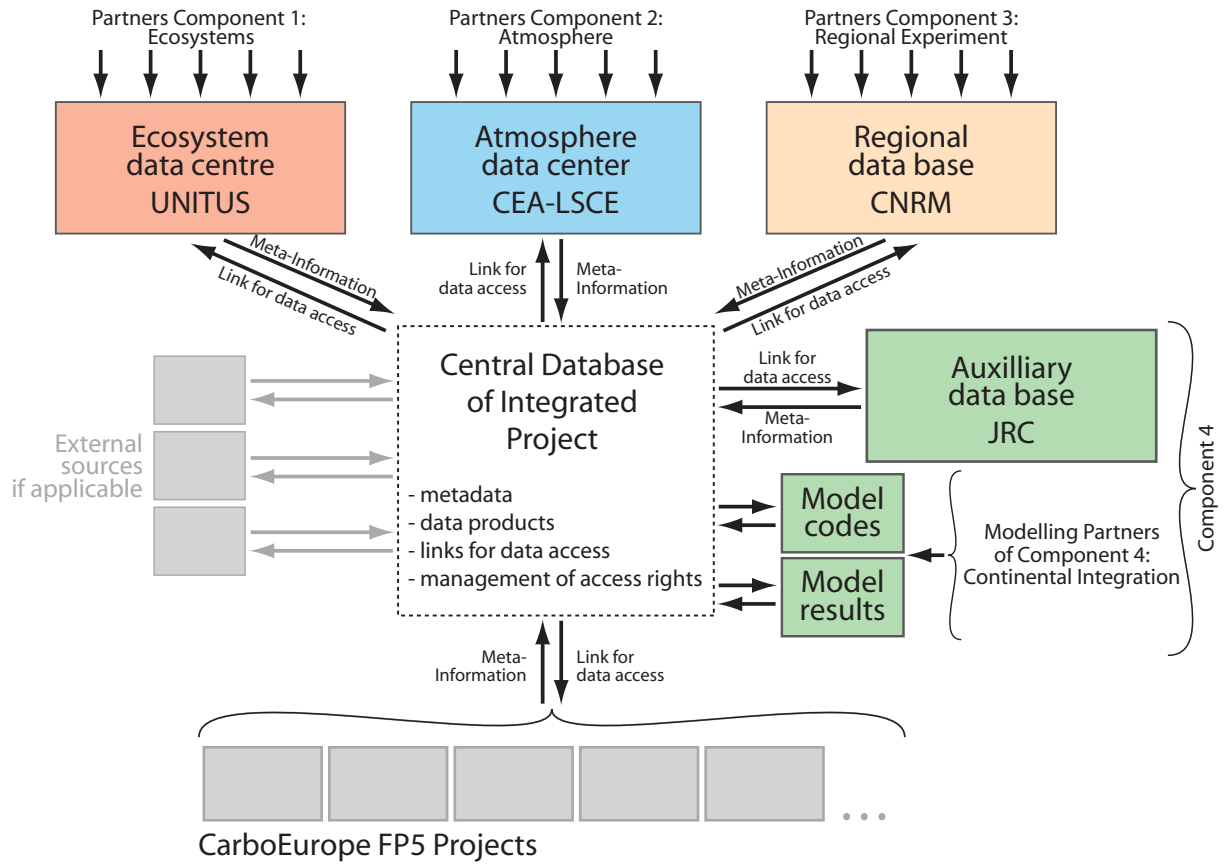 Partners Component 1:
Ecosystems
Partners Component 2:
Atmosphere
Partners Component 3:
Regional Experiment
Ecosystem
data centre
UNITUS
Atmosphere
data center
CEA-LSCE
Regional
data base
CNRM
Meta-Information
Link for data access
Link for
data access
Meta-
Information
Meta-Information
Link for data access
Central Database
of Integrated
Project
- metadata
- data products
- links for data access
- management of access rights
External
sources
if applicable
Link for
data access
Meta-
Information
Auxilliary
data base
JRC
Model
codes
Model
results
Modelling Partners
of Component 4:
Continental Integration
Component 4
Meta-
Information
Link for
data access
...
CarboEurope FP5 Projects